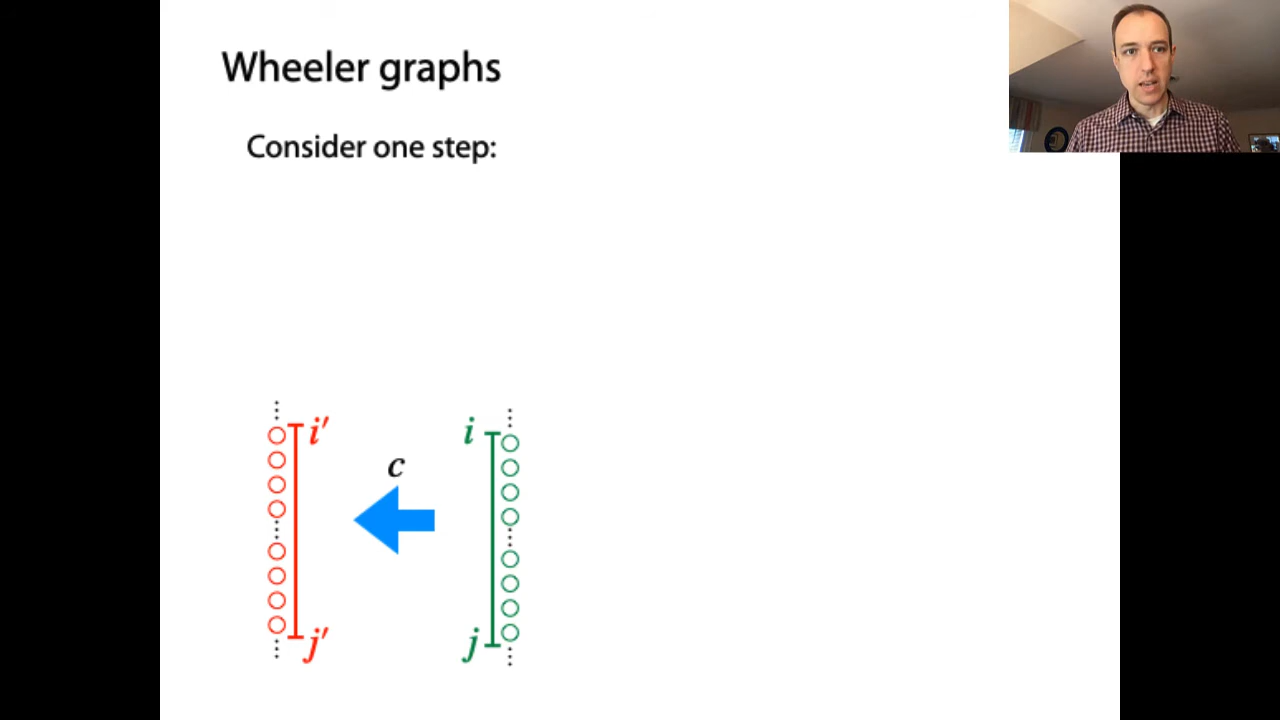 Wheeler graphs
Consider one step:
i′ c i
j′ j